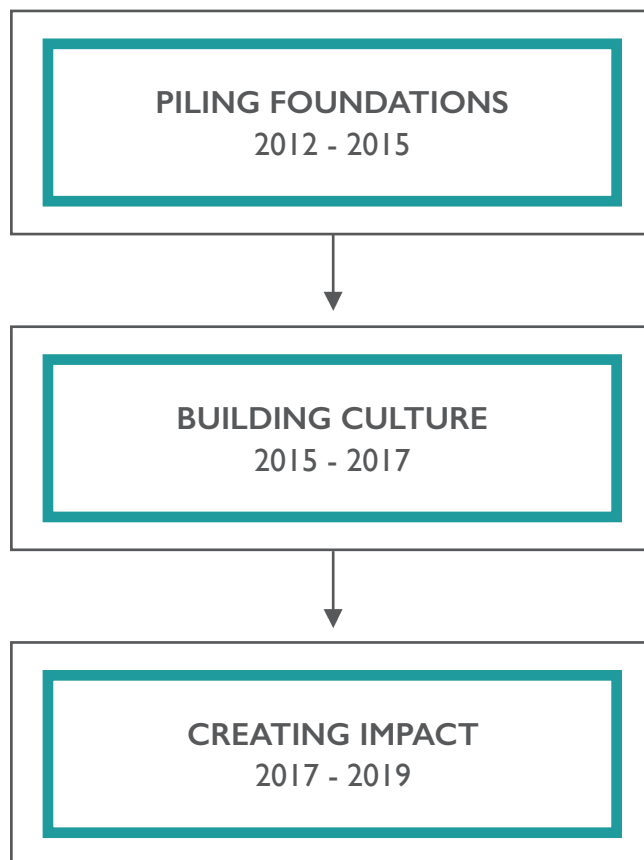 PILING FOUNDATIONS
2012 - 2015
BUILDING CULTURE
2015 - 2017
CREATING IMPACT
2017 - 2019